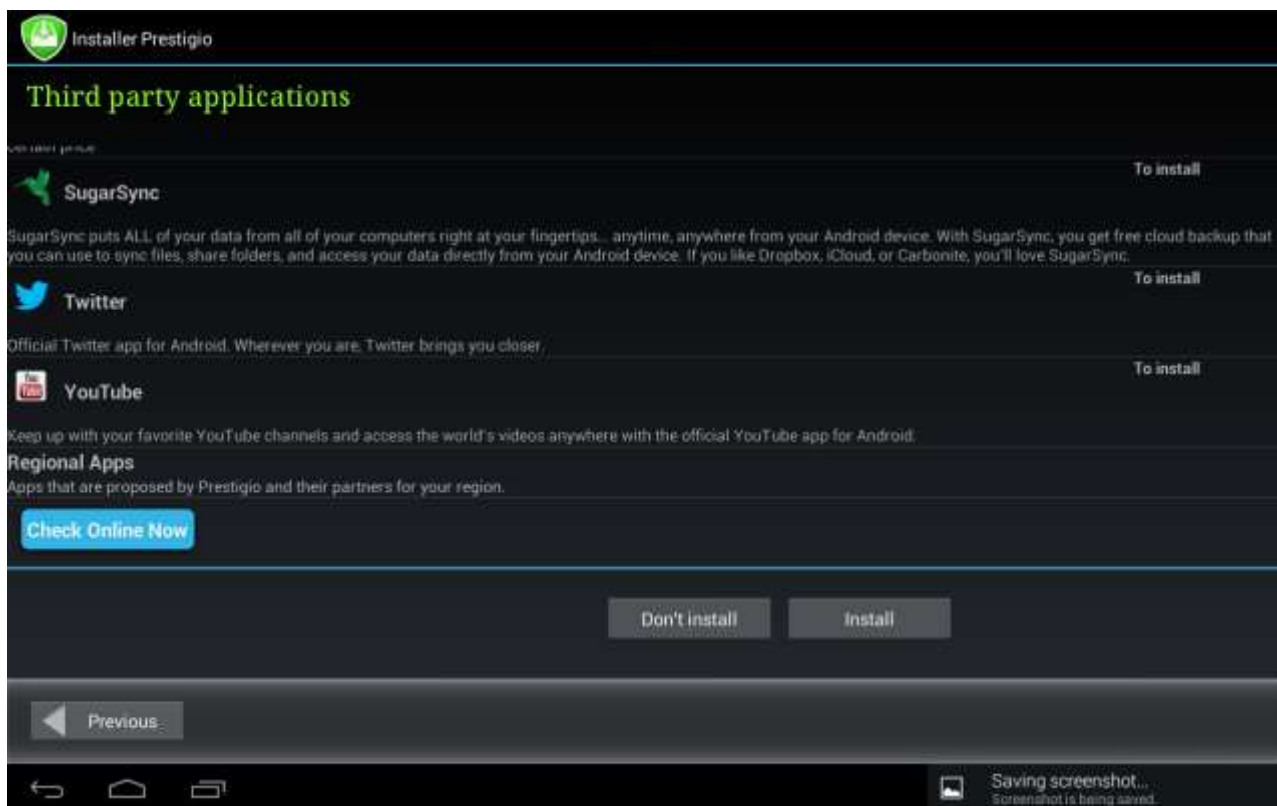 Installer Prestigio
Third party applications
To install
SugarSync
SugarSync puts ALL of your data from all of your computers right at your fingertips... anytime, anywhere from your Android device. With SugarSync, you get free cloud backup that
you can use to sync files, share folders, and access your data directly from your Android device. If you like Dropbox, iCloud, or Carbonite, you'll love SugarSync.
To install
Twitter
Official Twitter app for Android. Wherever you are, Twitter brings you closer.
To install
YouTube
Keep up with your favorite YouTube channels and access the world's videos anywhere with the official YouTube app for Android.
Regional Apps
Apps that are proposed by Prestigio and their partners for your region.
Check Online Now
Don't install
Install
Previous
Saving screenshot...
Screenshot is being saved.